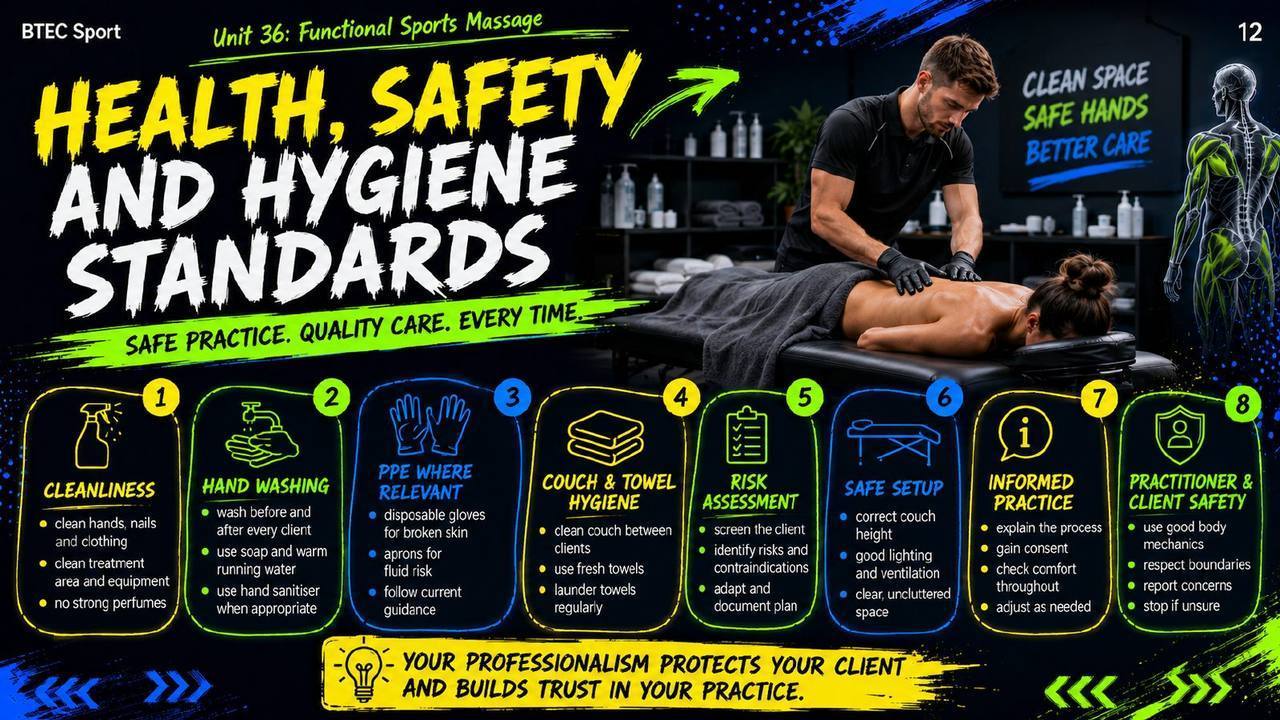 BTEC Sport
Unit 36: Functional Sports Massage
12
HEALTH, SAFETY
AND HYGIENE
STANDARDS
SAFE PRACTICE. QUALITY CARE. EVERY TIME.
CLEAN SPACE
SAFE HANDS
BETTER CARE
1
CLEANLINESS
• clean hands, nails
and clothing
• clean treatment
area and equipment
• no strong perfumes
2
HAND WASHING
• wash before and
after every client
• use soap and warm
running water
• use hand sanitiser
when appropriate
3
PPE WHERE
RELEVANT
• disposable gloves
for broken skin
• aprons for
fluid risk
• follow current
guidance
4
COUCH & TOWEL
HYGIENE
• clean couch between
clients
• use fresh towels
• launder towels
regularly
5
RISK
ASSESSMENT
• screen the client
• identify risks and
contraindications
• adapt and
document plan
6
SAFE SETUP
• correct couch
height
• good lighting
and ventilation
• clear, uncluttered
space
7
i
INFORMED
PRACTICE
• explain the process
• gain consent
• check comfort
throughout
• adjust as needed
8
PRACTITIONER &
CLIENT SAFETY
• use good body
mechanics
• respect boundaries
• report concerns
• stop if unsure
YOUR PROFESSIONALISM PROTECTS YOUR CLIENT
AND BUILDS TRUST IN YOUR PRACTICE.